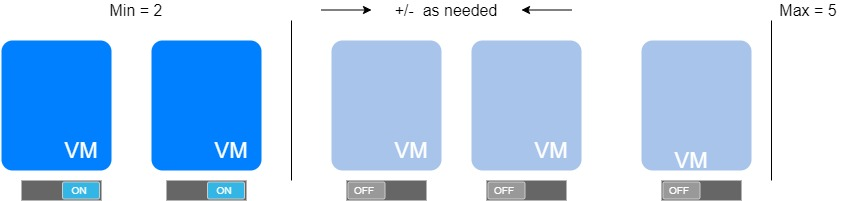 Min = 2
+/- as needed
Max = 5
VM
VM
VM
VM
VM
ON
ON
OFF
OFF
OFF